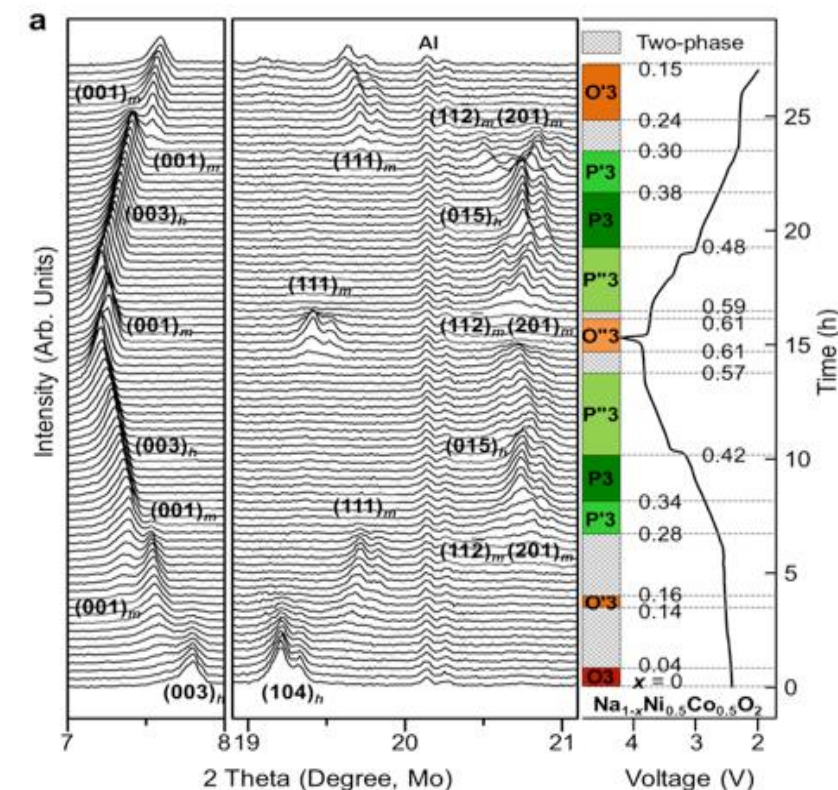 a
Al
Two-phase
0.15
(001)m
O'3
(112̄)m(201)m
0.24
25
(001)m
(111)m
0.30
P'3
0.38
(003)h
(015)h
P3
20
0.48
(111)m
P"3
(001)m
(112̄)m(201)m
0.59
0.61
O"3
15
0.61
0.57
P"3
(003)h
(015)h
0.42
10
(001)m
(111)m
P3
0.34
P'3
(112̄)m(201)m
0.28
5
(001)m
0.16
O'3
0.14
0.04
O3
x = 0
0
(003)h
(104)h
Na1-xNi0.5Co0.5O2
7
8
19
20
21
4
3
2
2 Theta (Degree, Mo)
Voltage (V)
Intensity (Arb. Units)
Time (h)